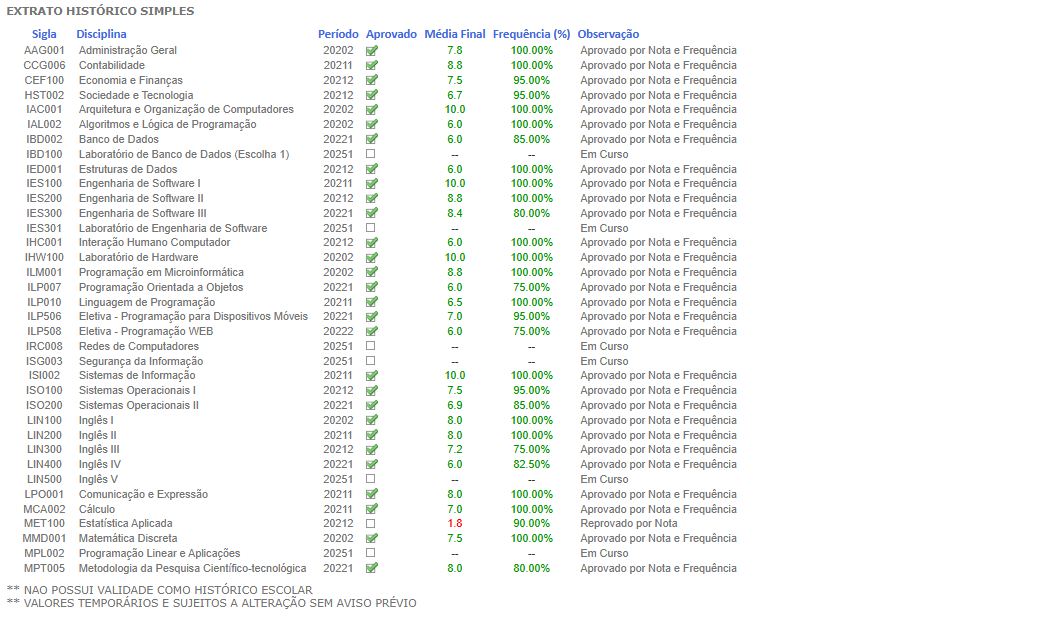 EXTRATO HISTÓRICO SIMPLES
Sigla Disciplina Período Aprovado Média Final Frequência (%) Observação
AAG001 Administração Geral 20202 7.8 100.00% Aprovado por Nota e Frequência
CCG006 Contabilidade 20211 8.8 100.00% Aprovado por Nota e Frequência
CEF100 Economia e Finanças 20212 7.5 95.00% Aprovado por Nota e Frequência
HST002 Sociedade e Tecnologia 20212 6.7 95.00% Aprovado por Nota e Frequência
IAC001 Arquitetura e Organização de Computadores 20202 10.0 100.00% Aprovado por Nota e Frequência
IAL002 Algoritmos e Lógica de Programação 20202 6.0 100.00% Aprovado por Nota e Frequência
IBD002 Banco de Dados 20221 6.0 85.00% Aprovado por Nota e Frequência
IBD100 Laboratório de Banco de Dados (Escolha 1) 20251 -- -- Em Curso
IED001 Estruturas de Dados 20212 6.0 100.00% Aprovado por Nota e Frequência
IES100 Engenharia de Software I 20211 10.0 100.00% Aprovado por Nota e Frequência
IES200 Engenharia de Software II 20212 8.8 100.00% Aprovado por Nota e Frequência
IES300 Engenharia de Software III 20221 8.4 80.00% Aprovado por Nota e Frequência
IES301 Laboratório de Engenharia de Software 20251 -- -- Em Curso
IHC001 Interação Humano Computador 20212 6.0 100.00% Aprovado por Nota e Frequência
IHW100 Laboratório de Hardware 20202 10.0 100.00% Aprovado por Nota e Frequência
ILM001 Programação em Microinformática 20202 8.8 100.00% Aprovado por Nota e Frequência
ILP007 Programação Orientada a Objetos 20221 6.0 75.00% Aprovado por Nota e Frequência
ILP010 Linguagem de Programação 20211 6.5 100.00% Aprovado por Nota e Frequência
ILP506 Eletiva - Programação para Dispositivos Móveis 20221 7.0 95.00% Aprovado por Nota e Frequência
ILP508 Eletiva - Programação WEB 20222 6.0 75.00% Aprovado por Nota e Frequência
IRC008 Redes de Computadores 20251 -- -- Em Curso
ISG003 Segurança da Informação 20251 -- -- Em Curso
ISI002 Sistemas de Informação 20211 10.0 100.00% Aprovado por Nota e Frequência
ISO100 Sistemas Operacionais I 20212 7.5 95.00% Aprovado por Nota e Frequência
ISO200 Sistemas Operacionais II 20221 6.9 85.00% Aprovado por Nota e Frequência
LIN100 Inglês I 20202 8.0 100.00% Aprovado por Nota e Frequência
LIN200 Inglês II 20211 8.0 100.00% Aprovado por Nota e Frequência
LIN300 Inglês III 20212 7.2 75.00% Aprovado por Nota e Frequência
LIN400 Inglês IV 20221 6.0 82.50% Aprovado por Nota e Frequência
LIN500 Inglês V 20251 -- -- Em Curso
LPO001 Comunicação e Expressão 20211 8.0 100.00% Aprovado por Nota e Frequência
MCA002 Cálculo 20211 7.0 100.00% Aprovado por Nota e Frequência
MET100 Estatística Aplicada 20212 1.8 90.00% Reprovado por Nota
MMD001 Matemática Discreta 20202 7.5 100.00% Aprovado por Nota e Frequência
MPL002 Programação Linear e Aplicações 20251 -- -- Em Curso
MPT005 Metodologia da Pesquisa Científico-tecnológica 20221 8.0 80.00% Aprovado por Nota e Frequência
** NAO POSSUI VALIDADE COMO HISTÓRICO ESCOLAR
** VALORES TEMPORÁRIOS E SUJEITOS A ALTERAÇÃO SEM AVISO PRÉVIO